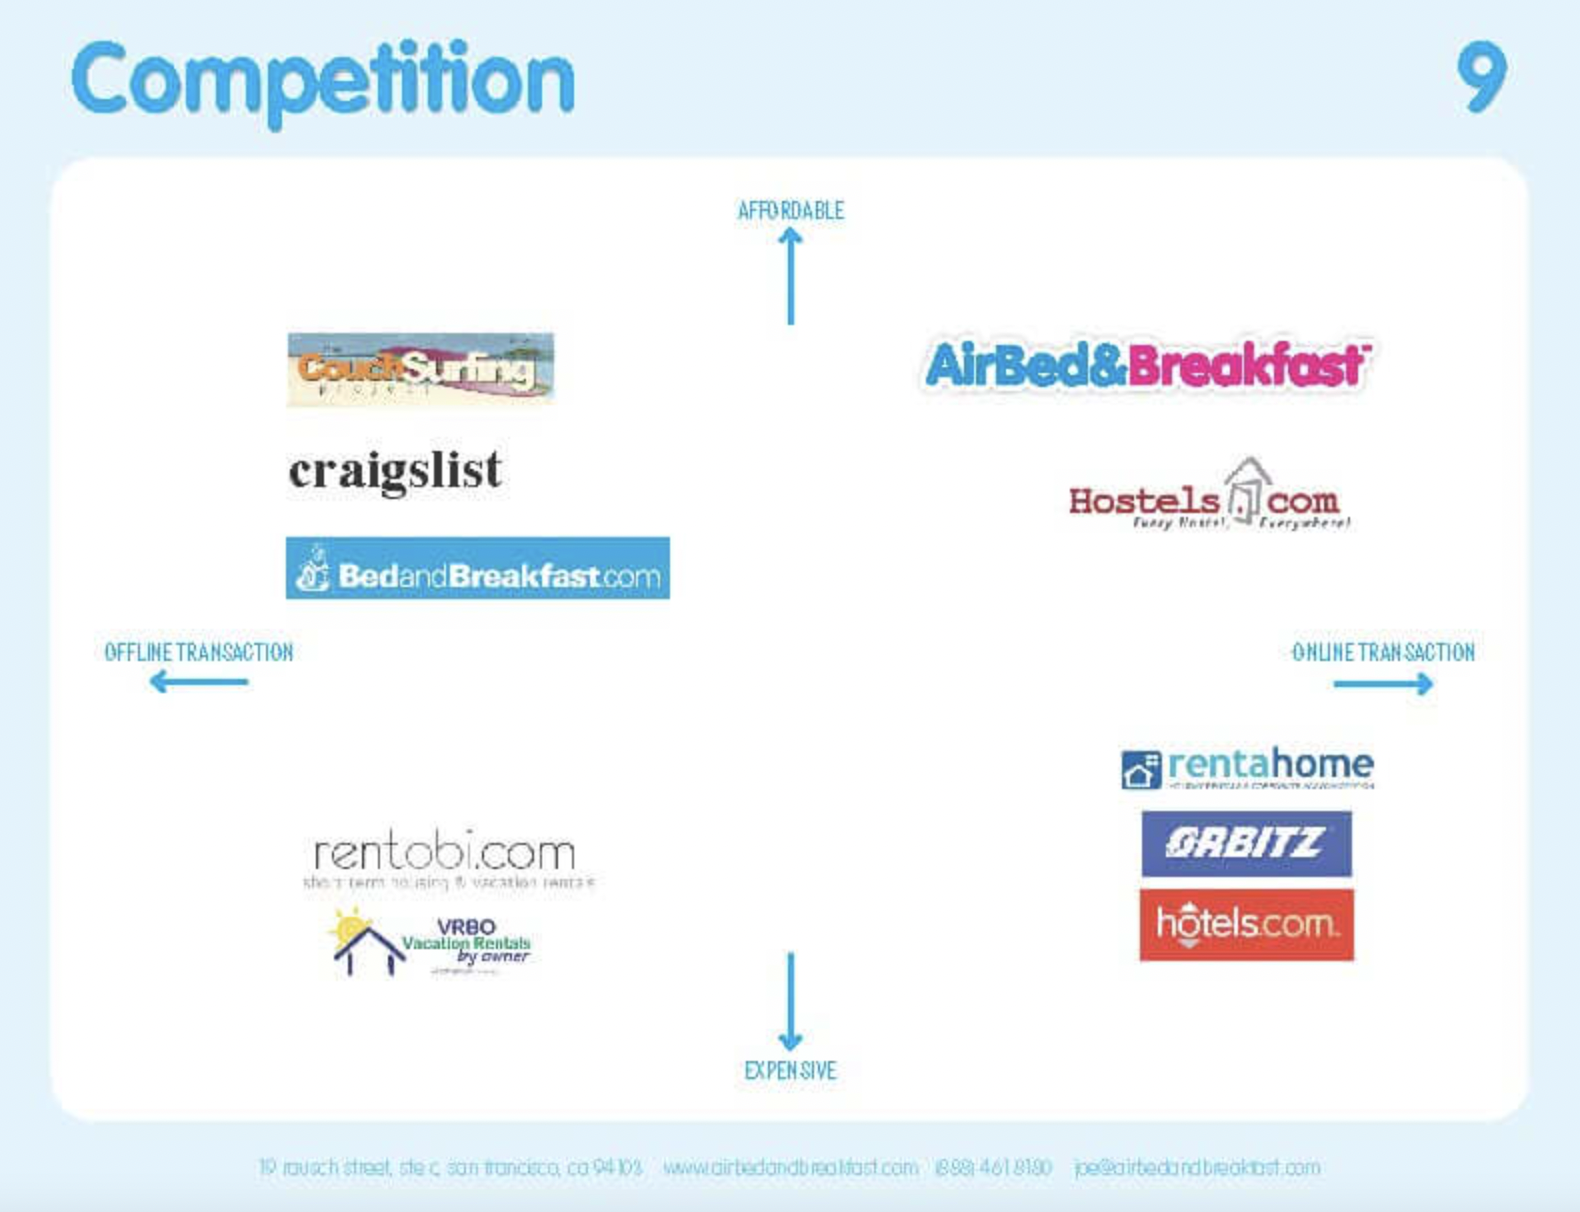 Competition
9
AFFORDABLE
CouchSurfing
project
AirBed&Breakfast
craigslist
Hostels.com
Every Hostel, Everywhere!
BedandBreakfast.com
OFFLINE TRANSACTION
ONLINE TRANSACTION
rentahome
ORBITZ
rentobi.com
short term housing & vacation rentals
hotels.com
VRBO
Vacation Rentals
by owner
EXPENSIVE
19 rausch street, ste c, san francisco, ca 94103 www.airbedandbreakfast.com (888) 461 8180 joe@airbedandbreakfast.com